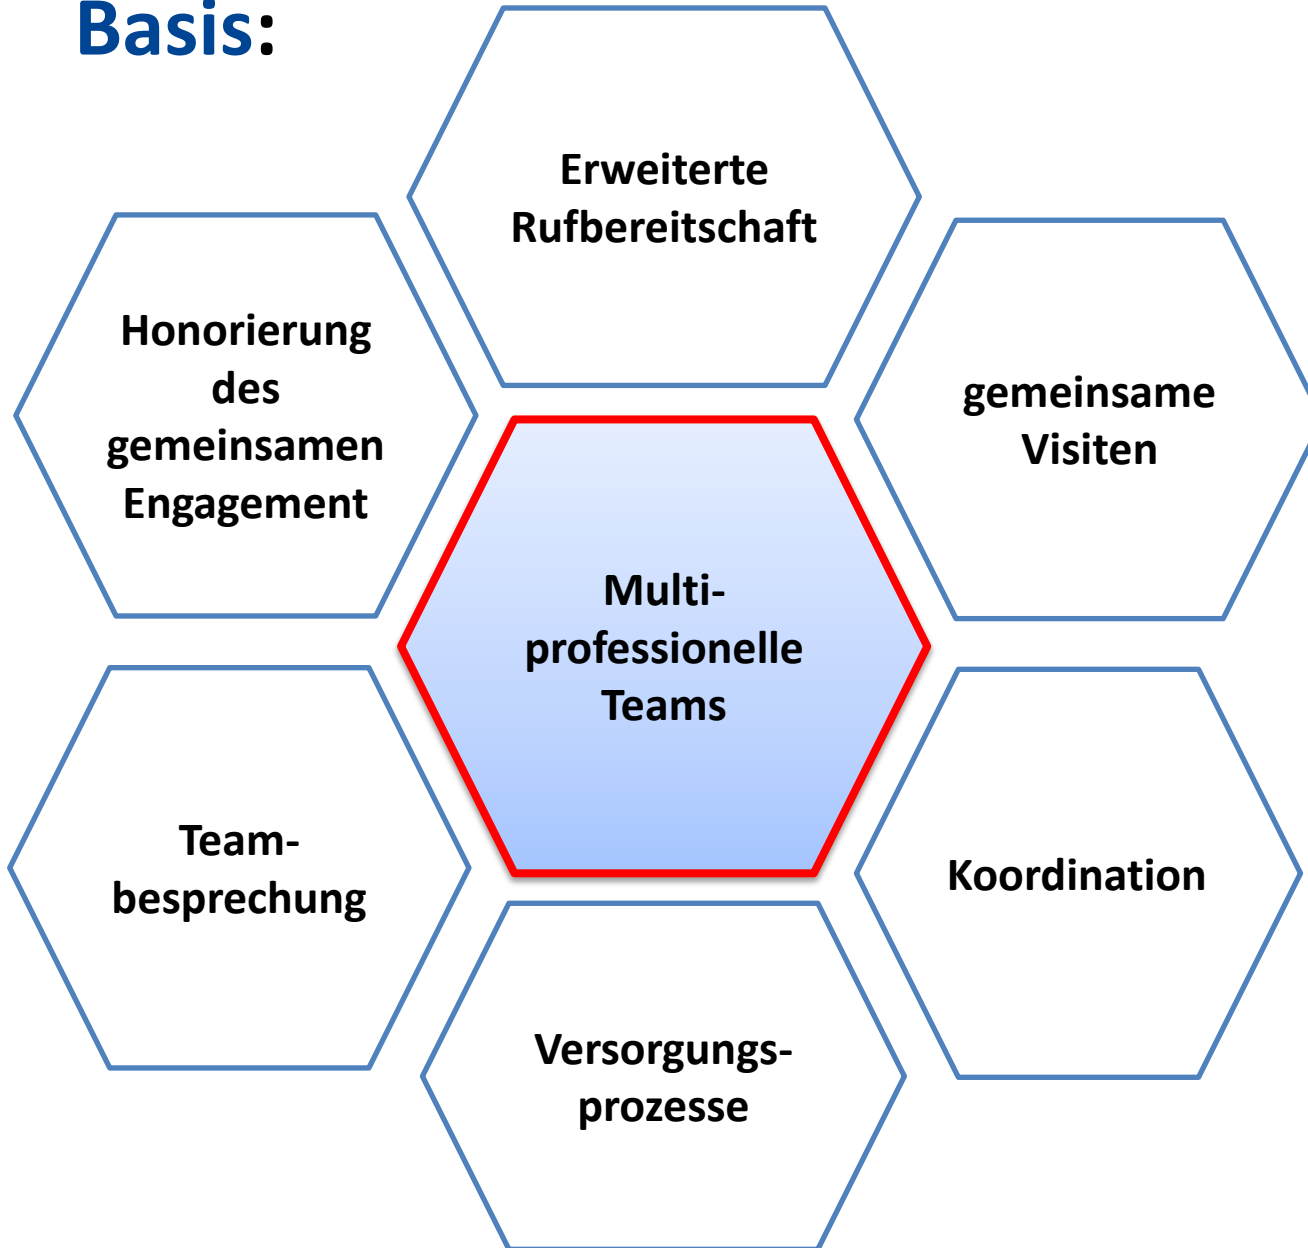 Basis:
Erweiterte
Rufbereitschaft
Honorierung
des
gemeinsamen
Engagement
gemeinsame
Visiten
Multi-
professionelle
Teams
Team-
besprechung
Koordination
Versorgungs-
prozesse